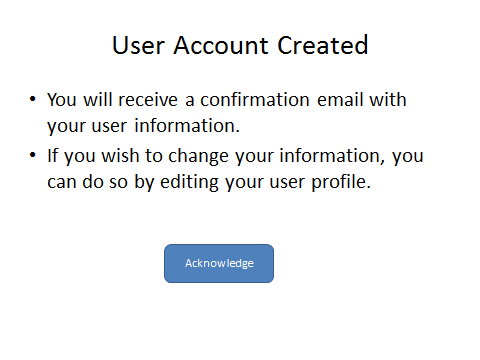 User Account Created
• You will receive a confirmation email with
your user information.
• If you wish to change your information, you
can do so by editing your user profile.
Acknowledge